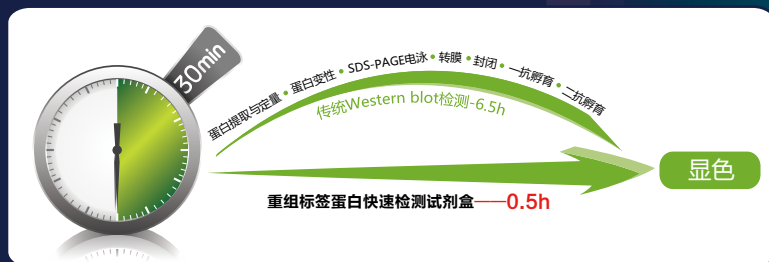 30min
蛋白提取与定量•蛋白变性•SDS-PAGE电泳•转膜•封闭•一抗孵育•二抗孵育
传统Western blot检测-6.5h
显色
重组标签蛋白快速检测试剂盒——0.5h